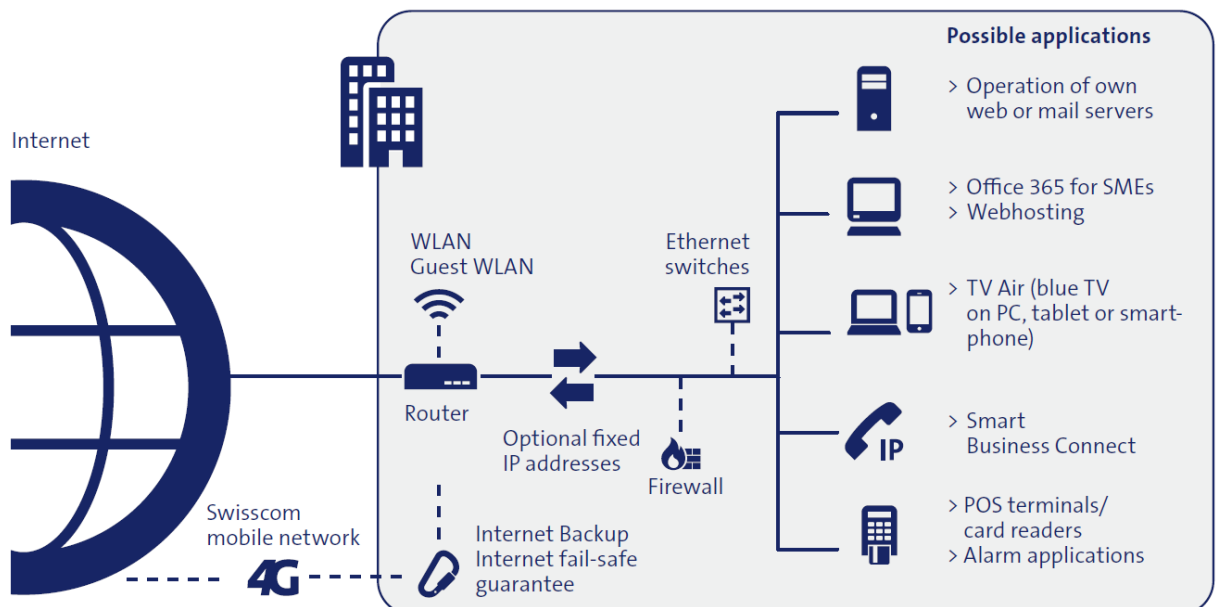 Possible applications
> Operation of own
web or mail servers
Internet
> Office 365 for SMEs
> Webhosting
WLAN
Guest WLAN
Ethernet
switches
> TV Air (blue TV
on PC, tablet or smart-
phone)
Router
Optional fixed
IP addresses
Firewall
IP
> Smart
Business Connect
Swisscom
mobile network
4G
Internet Backup
Internet fail-safe
guarantee
> POS terminals/
card readers
> Alarm applications